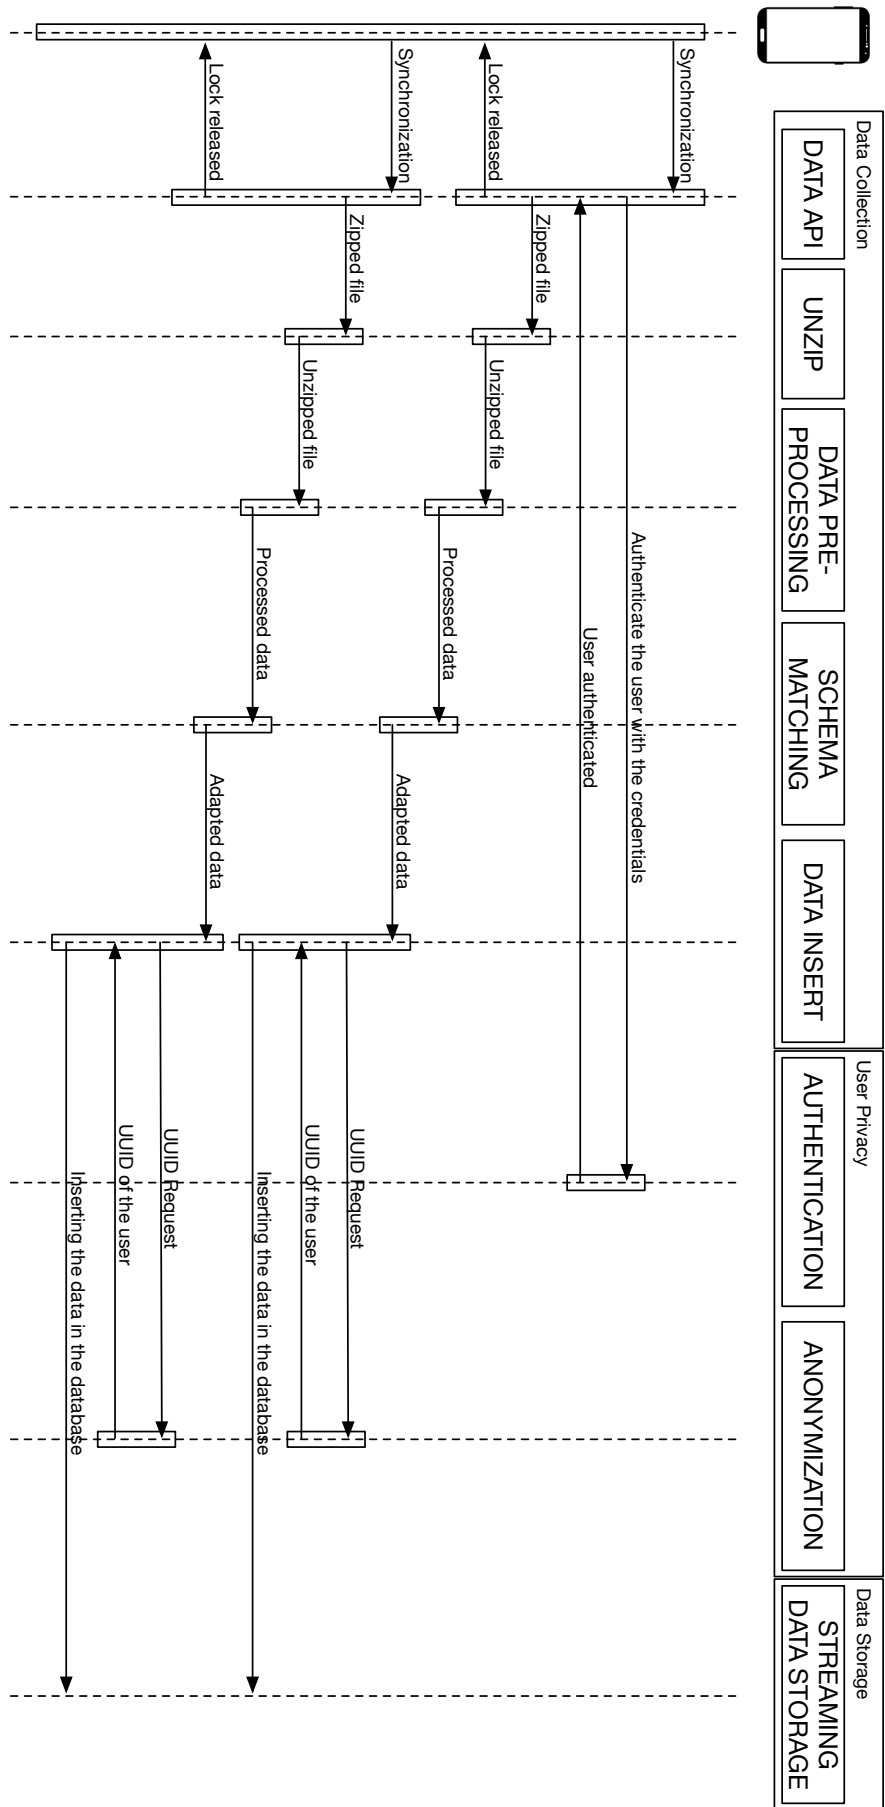 Data Collection
DATA API
UNZIP
DATA PRE-
PROCESSING
SCHEMA
MATCHING
DATA INSERT
User Privacy
AUTHENTICATION
ANONYMIZATION
Data Storage
STREAMING
DATA STORAGE
Synchronization
Authenticate the user with the credentials
User authenticated
Zipped file
Lock released
Unzipped file
Processed data
Synchronization
Adapted data
Zipped file
UUID Request
Unzipped file
UUID of the user
Processed data
Inserting the data in the database
Lock released
Adapted data
UUID Request
UUID of the user
Inserting the data in the database